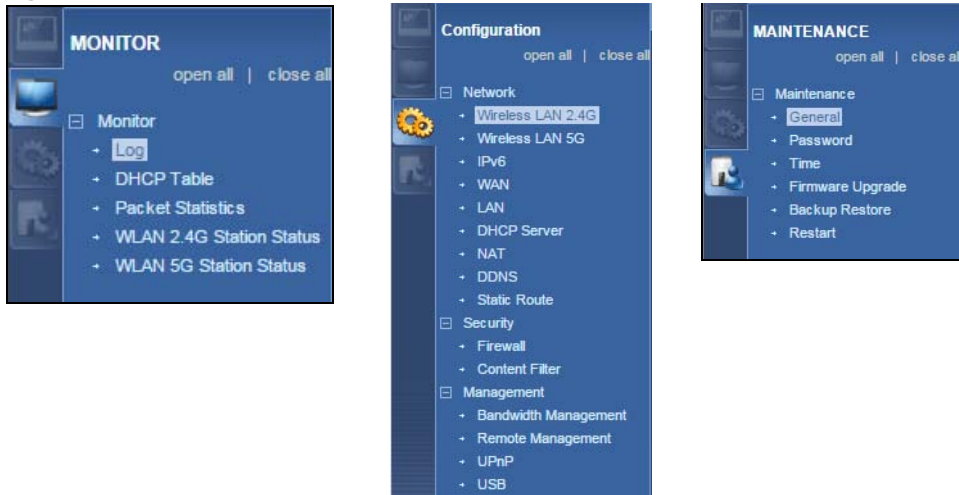 MONITOR
open all | close all
Monitor
Log
DHCP Table
Packet Statistics
WLAN 2.4G Station Status
WLAN 5G Station Status
Configuration
open all | close all
Network
Wireless LAN 2.4G
Wireless LAN 5G
IPv6
WAN
LAN
DHCP Server
NAT
DDNS
Static Route
Security
Firewall
Content Filter
Management
Bandwidth Management
Remote Management
UPnP
USB
MAINTENANCE
open all | close all
Maintenance
General
Password
Time
Firmware Upgrade
Backup Restore
Restart